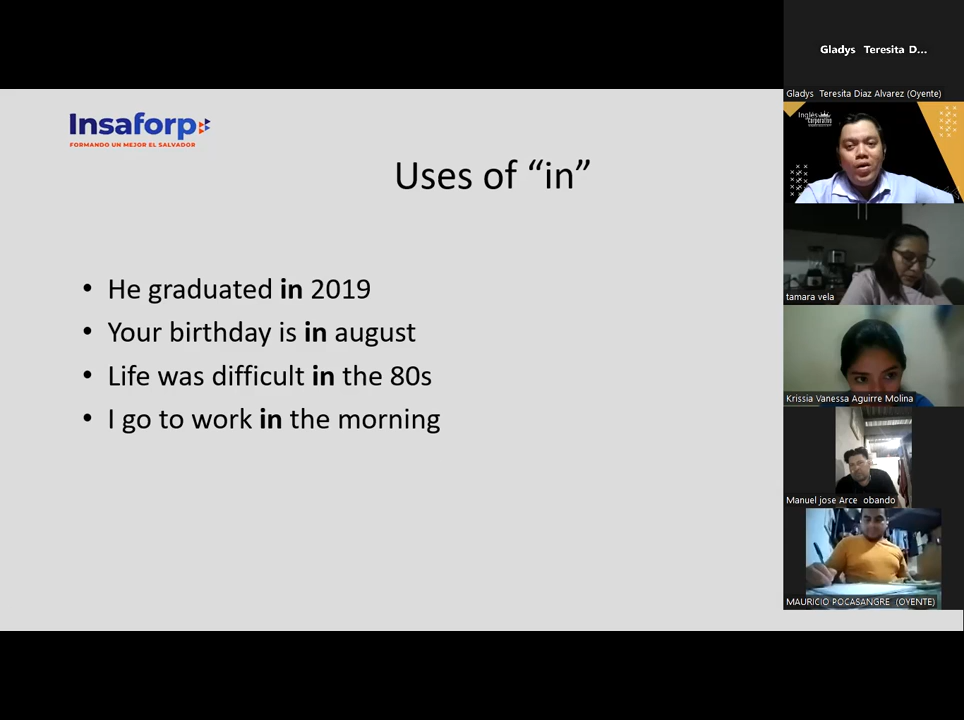 Gladys Teresita D...
Gladys Teresita Diaz Alvarez (Oyente)
Insaforp
FORMANDO UN MEJOR EL SALVADOR
Inglés
Corporativo
Uses of “in”
• He graduated in 2019
• Your birthday is in august
• Life was difficult in the 80s
• I go to work in the morning
tamara vela
Krissia Vanessa Aguirre Molina
Manuel jose Arce obando
MAURICIO POCASANGRE (OYENTE)